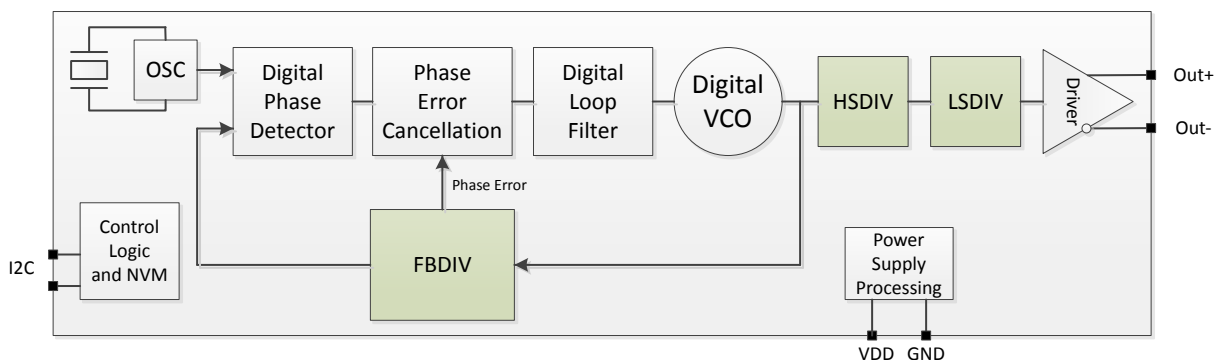 OSC
Digital
Phase
Detector
Phase
Error
Cancellation
Digital
Loop
Filter
Digital
VCO
HSDIV
LSDIV
Driver
Out+
Out-
Phase Error
FBDIV
I2C
Control
Logic
and NVM
Power
Supply
Processing
VDD
GND